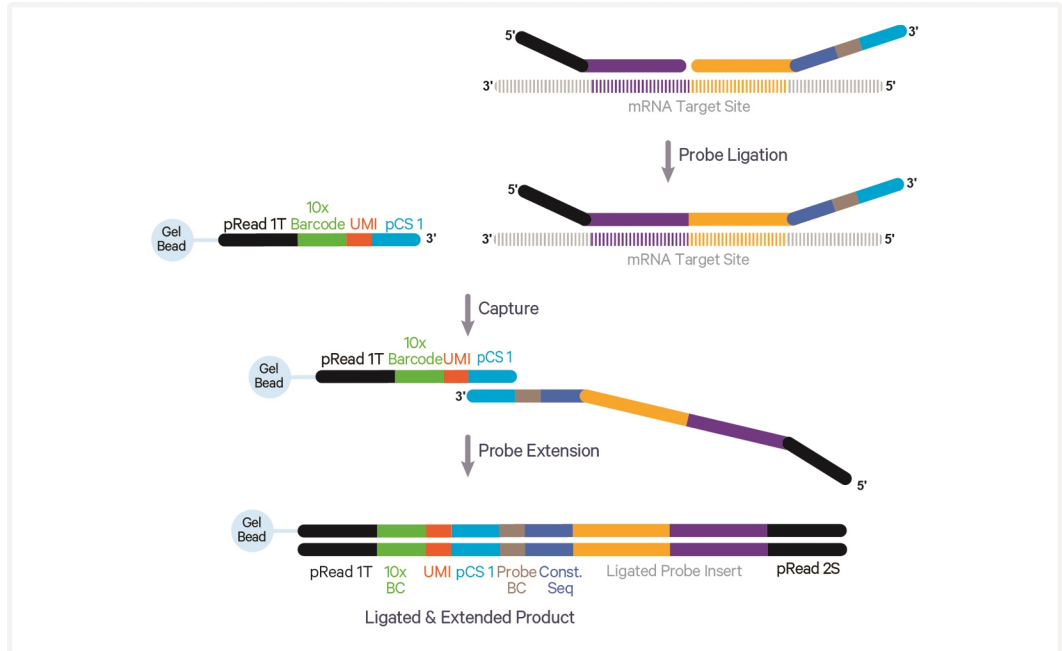 5'
3'
3'
5'
mRNA Target Site
Probe Ligation
5'
3'
10x
pRead 1T Barcode UMI pCS 1
Gel
Bead
3'
3'
5'
mRNA Target Site
Capture
10x
pRead 1T BarcodeUMI pCS 1
Gel
Bead
3'
Probe Extension
5'
Gel
Bead
pRead 1T 10x UMI pCS 1 Probe Const. Ligated Probe Insert pRead 2S
BC BC Seq
Ligated & Extended Product